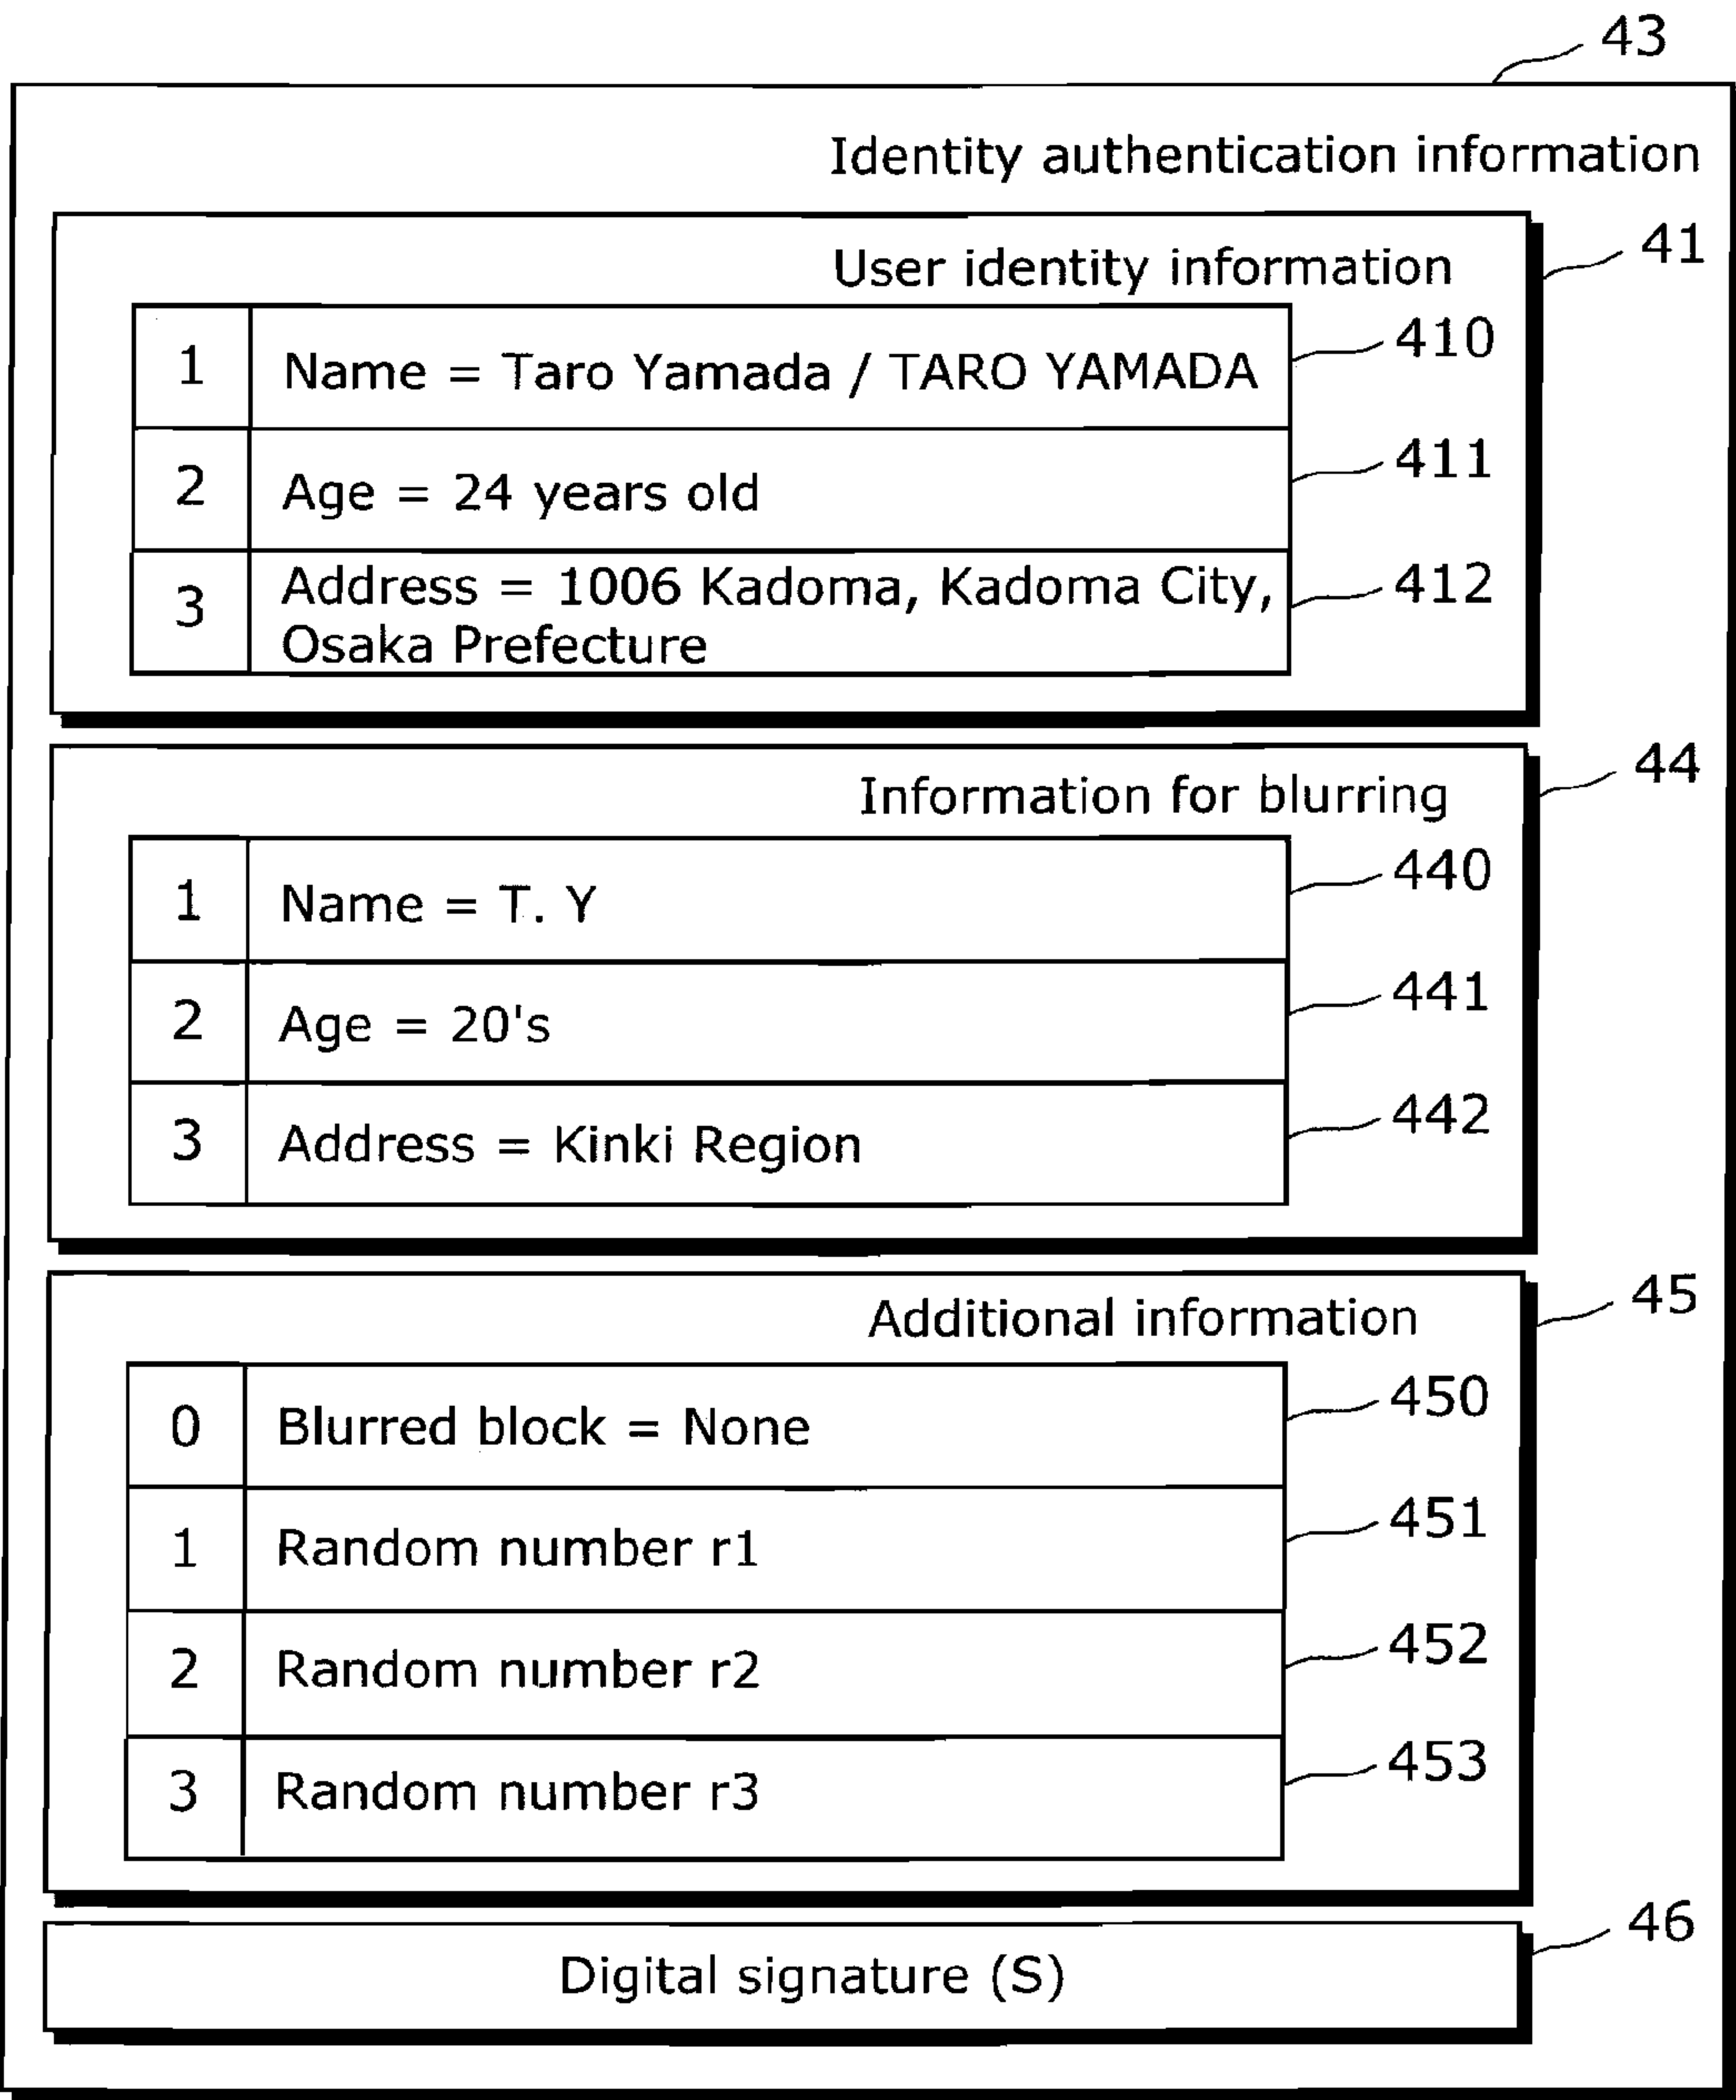 43
Identity authentication information
User identity information
41
1 Name = Taro Yamada / TARO YAMADA
410
2 Age = 24 years old
411
3 Address = 1006 Kadoma, Kadoma City,
Osaka Prefecture
412
Information for blurring
44
1 Name = T. Y
440
2 Age = 20's
441
3 Address = Kinki Region
442
Additional information
45
0 Blurred block = None
450
1 Random number r1
451
2 Random number r2
452
3 Random number r3
453
Digital signature (S)
46